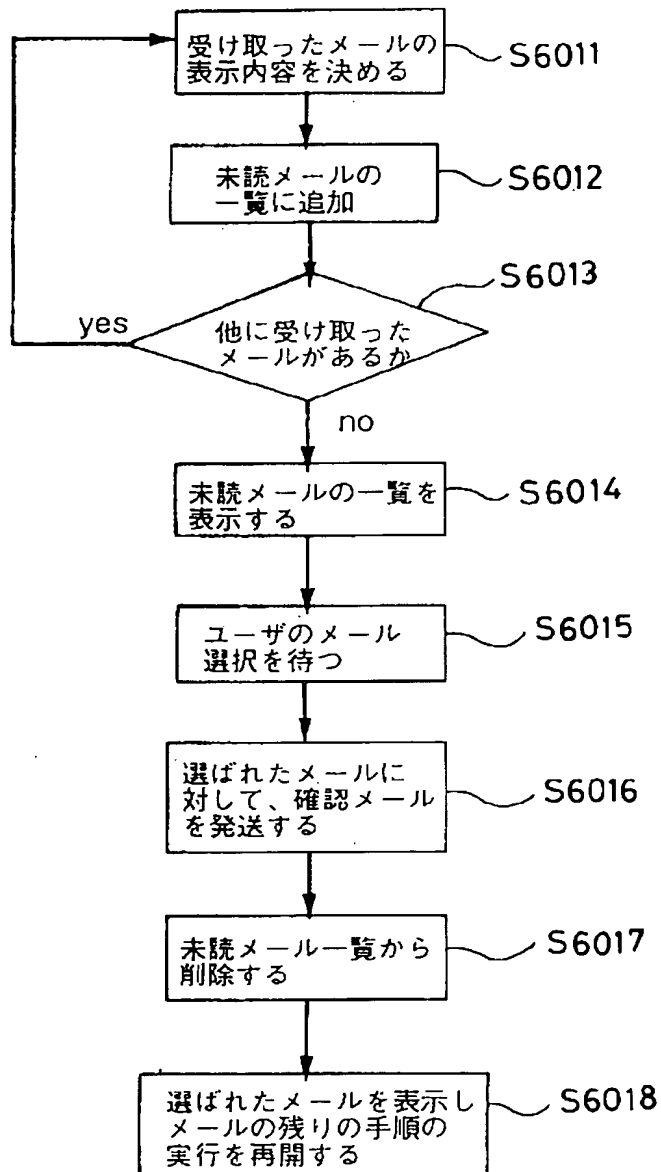 受け取ったメールの
表示内容を決める
S6011
未読メールの
一覧に追加
S6012
S6013
yes
他に受け取った
メールがあるか
no
未読メールの一覧を
表示する
S6014
ユーザのメール
選択を待つ
S6015
選ばれたメールに
対して、確認メール
を発送する
S6016
未読メール一覧から
削除する
S6017
選ばれたメールを表示し
メールの残りの手順の
実行を再開する
S6018